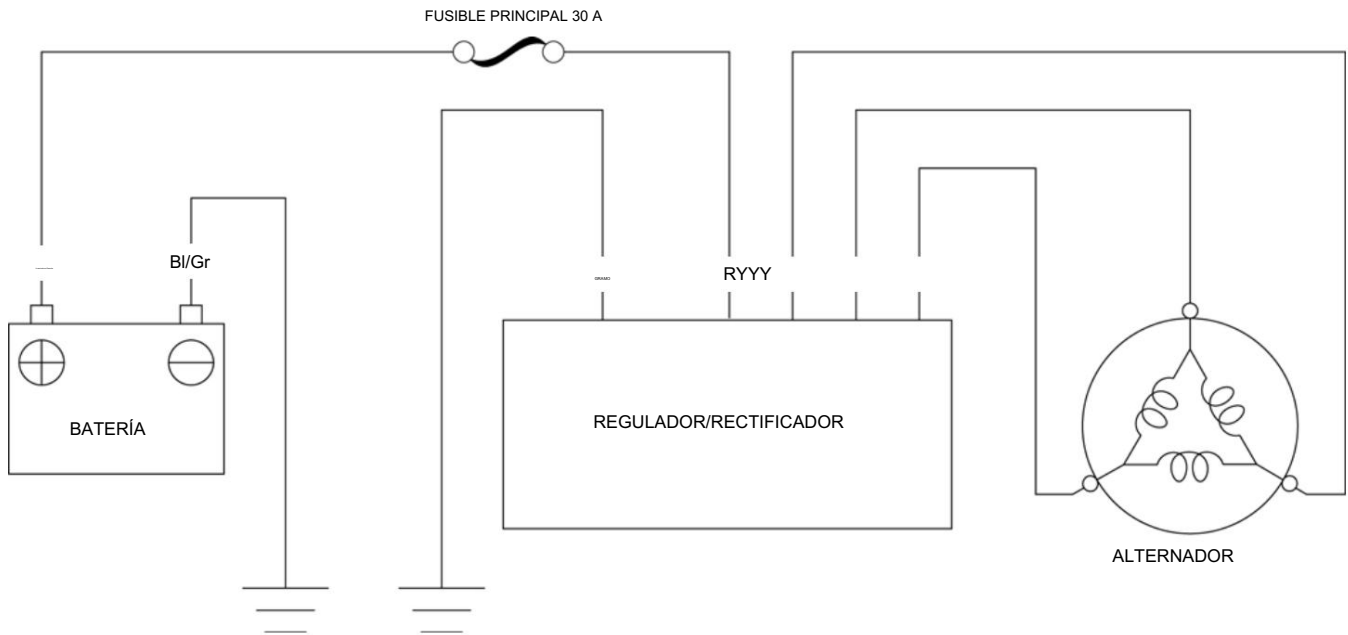 FUSIBLE PRINCIPAL 30 A
Bl/Gr
RYYY
BATERÍA
REGULADOR/RECTIFICADOR
ALTERNADOR